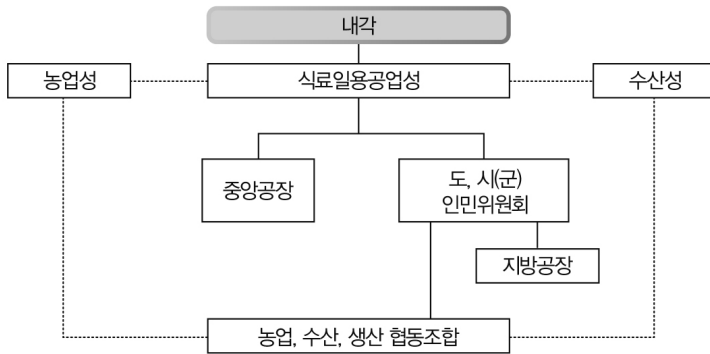 내각
농업성
식료일용공업성
수산성
중앙공장
도, 시(군)
인민위원회
지방공장
농업, 수산, 생산 협동조합